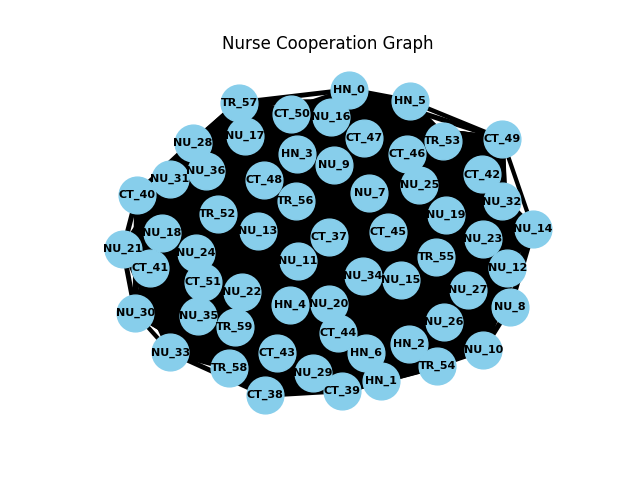 Nurse Cooperation Graph
HN_0
TR_57
HN_5
CT_50
NU_16
NU_17
CT_47
CT_49
TR_53
NU_28
HN_3
CT_46
NU_9
NU_36
CT_42
NU_31
CT_48
NU_25
NU_7
CT_40
TR_56
NU_32
TR_52
NU_19
NU_14
NU_18
NU_13
CT_45
CT_37
NU_23
NU_21
NU_24
TR_55
NU_11
CT_41
NU_12
NU_34
NU_15
CT_51
NU_22
NU_27
HN_4
NU_20
NU_8
NU_30
NU_35
NU_26
TR_59
CT_44
HN_2
NU_10
NU_33
CT_43
HN_6
TR_58
TR_54
NU_29
HN_1
CT_39
CT_38